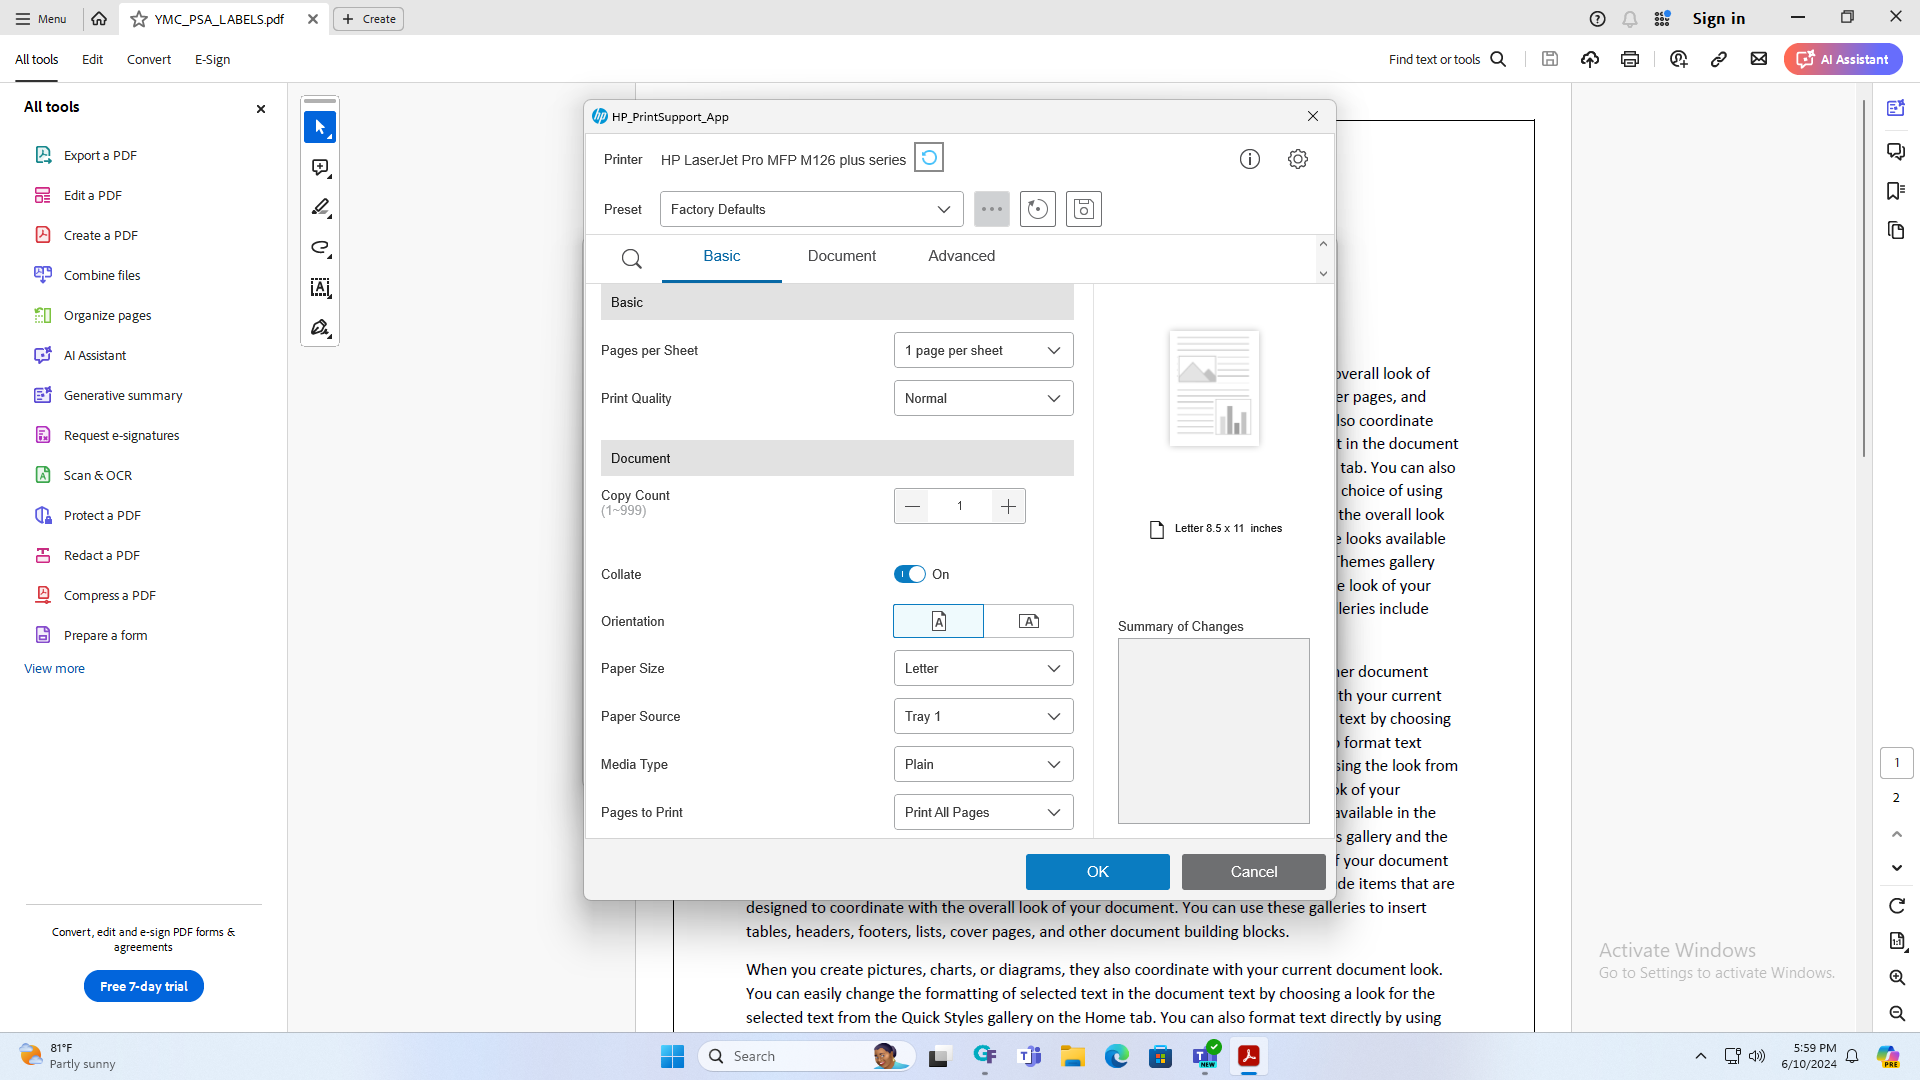 Menu
YMC_PSA_LABELS.pdf
Create
Sign in
All tools
Edit
Convert
E-Sign
Find text or tools
AI Assistant
All tools
Export a PDF
Edit a PDF
Create a PDF
Combine files
Organize pages
AI Assistant
Generative summary
Request e-signatures
Scan & OCR
Protect a PDF
Redact a PDF
Compress a PDF
Prepare a form
View more
Convert, edit and e-sign PDF forms &
agreements
Free 7-day trial
HP_PrintSupport_App
Printer HP LaserJet Pro MFP M126 plus series
Preset Factory Defaults
Basic Document Advanced
Basic
Pages per Sheet 1 page per sheet
Print Quality Normal
Document
Copy Count
(1~999)
1
Collate On
Orientation
Paper Size Letter
Paper Source Tray 1
Media Type Plain
Pages to Print Print All Pages
Letter 8.5 x 11 inches
Summary of Changes
OK Cancel
overall look of
er pages, and
lso coordinate
t in the document
tab. You can also
choice of using
the overall look
e looks available
Themes gallery
e look of your
leries include
her document
th your current
text by choosing
format text
sing the look from
ok of your
available in the
s gallery and the
f your document
de items that are
designed to coordinate with the overall look of your document. You can use these galleries to insert
tables, headers, footers, lists, cover pages, and other document building blocks.
When you create pictures, charts, or diagrams, they also coordinate with your current document look.
You can easily change the formatting of selected text in the document text by choosing a look for the
selected text from the Quick Styles gallery on the Home tab. You can also format text directly by using
1
2
Activate Windows
Go to Settings to activate Windows.
81°F
Partly sunny
Search
5:59 PM
6/10/2024